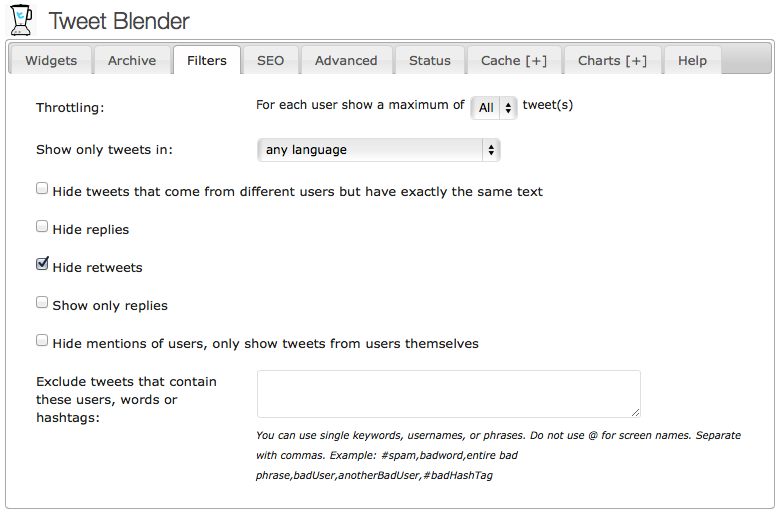 Tweet Blender
Widgets Archive Filters SEO Advanced Status Cache [+] Charts [+] Help
Throttling: For each user show a maximum of All tweet(s)
Show only tweets in: any language
Hide tweets that come from different users but have exactly the same text
Hide replies
Hide retweets
Show only replies
Hide mentions of users, only show tweets from users themselves
Exclude tweets that contain
these users, words or
hashtags:
You can use single keywords, usernames, or phrases. Do not use @ for screen names. Separate
with commas. Example: #spam,badword,entire bad
phrase,badUser,anotherBadUser,#badHashTag